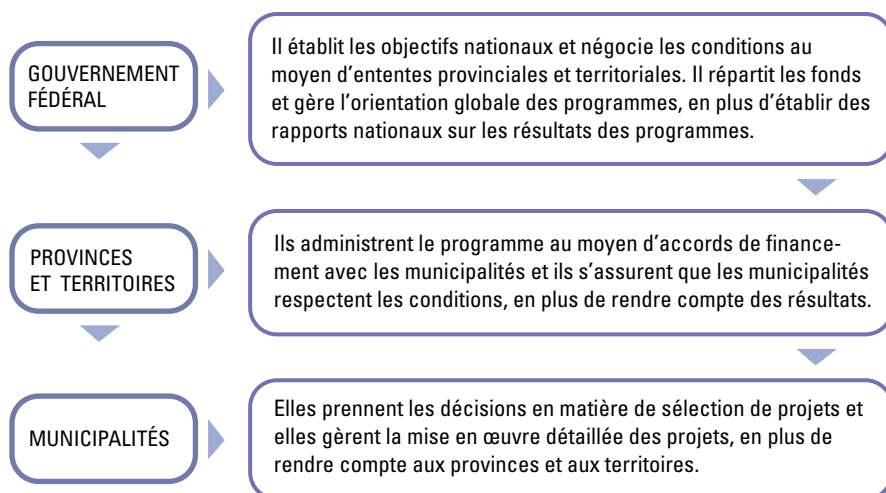 GOUVERNEMENT
FÉDÉRAL
Il établit les objectifs nationaux et négocie les conditions au
moyen d’ententes provinciales et territoriales. Il répartit les fonds
et gère l’orientation globale des programmes, en plus d’établir des
rapports nationaux sur les résultats des programmes.
PROVINCES
ET TERRITOIRES
Ils administrent le programme au moyen d’accords de finance-
ment avec les municipalités et ils s’assurent que les municipalités
respectent les conditions, en plus de rendre compte des résultats.
MUNICIPALITÉS
Elles prennent les décisions en matière de sélection de projets et
elles gèrent la mise en œuvre détaillée des projets, en plus de
rendre compte aux provinces et aux territoires.